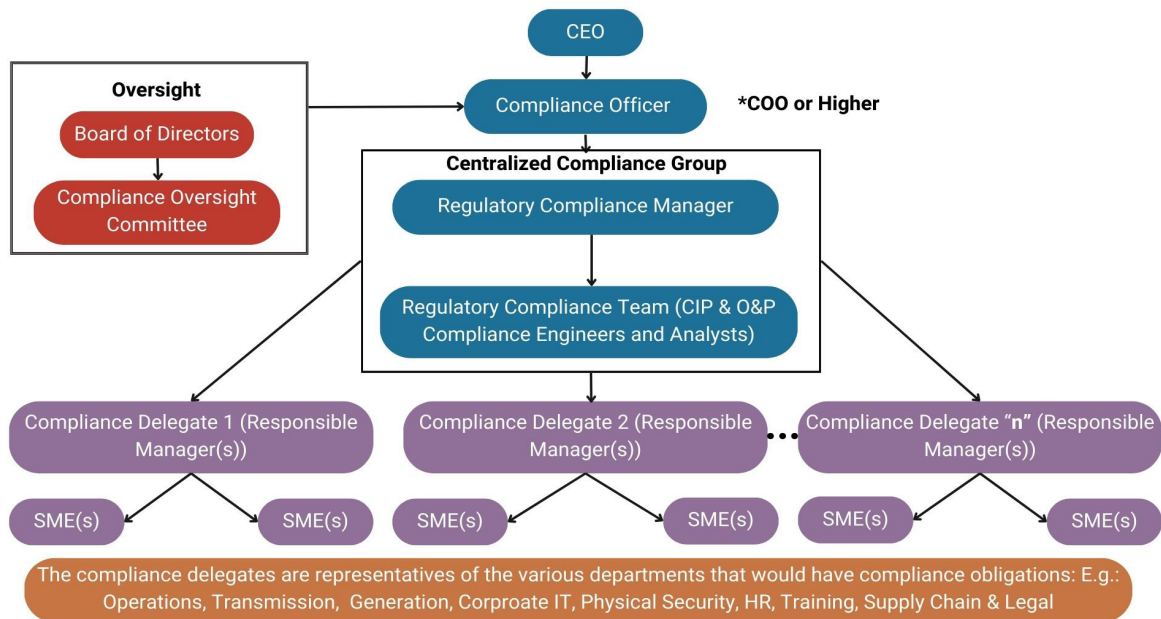 CEO
Oversight
Compliance Officer
*COO or Higher
Board of Directors
Compliance Oversight
Committee
Centralized Compliance Group
Regulatory Compliance Manager
Regulatory Compliance Team (CIP & O&P
Compliance Engineers and Analysts)
Compliance Delegate 1 (Responsible
Manager(s))
Compliance Delegate 2 (Responsible
Manager(s))
Compliance Delegate “n” (Responsible
Manager(s))
SME(s)
SME(s)
SME(s)
SME(s)
SME(s)
SME(s)
The compliance delegates are representatives of the various departments that would have compliance obligations: E.g.:
Operations, Transmission, Generation, Corproate IT, Physical Security, HR, Training, Supply Chain & Legal